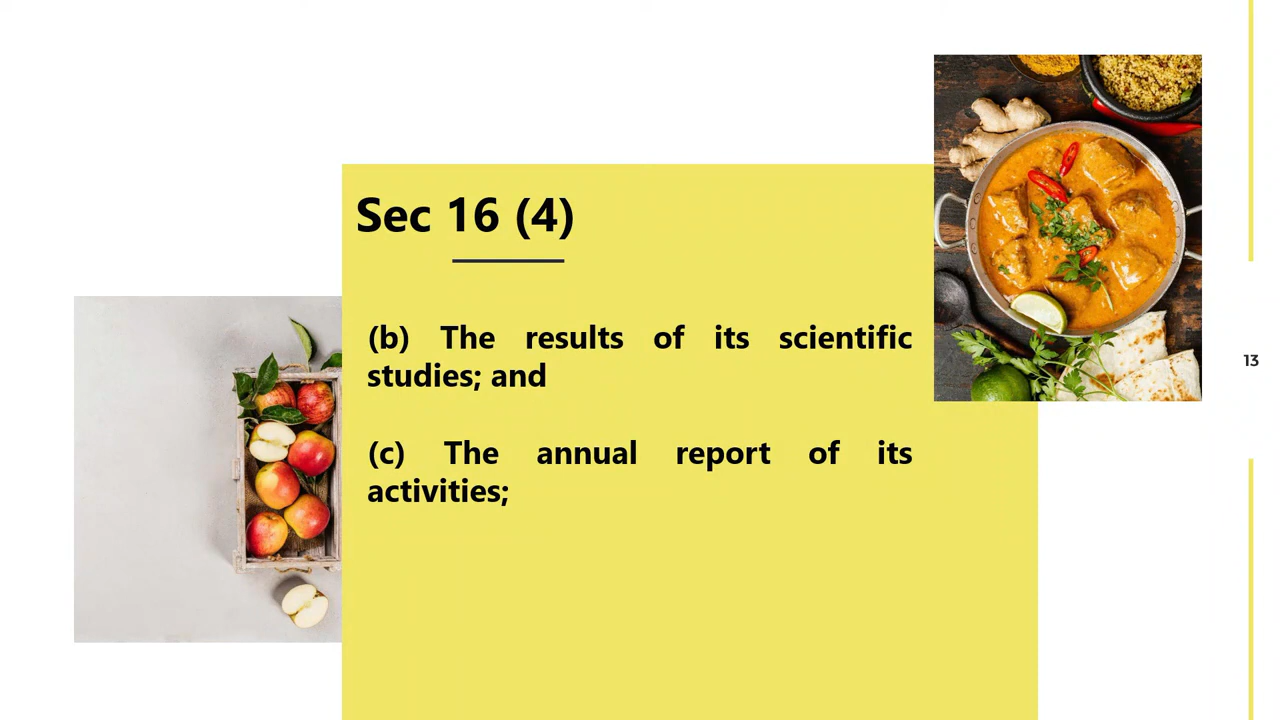 Sec 16 (4)
(b) The results of its scientific
studies; and
(c) The annual report of its
activities;
13